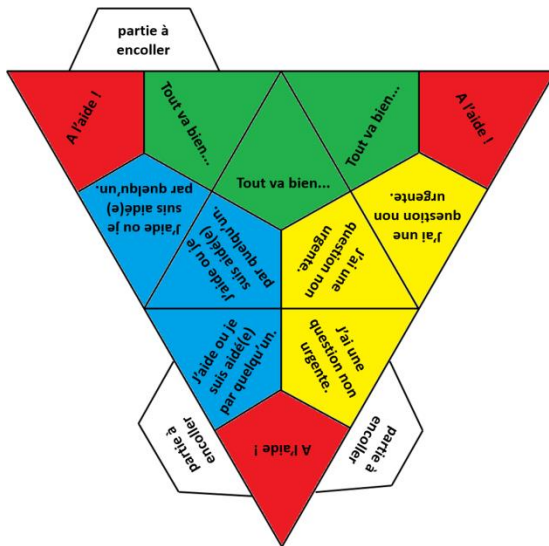 partie à
encoller
A l'aide !
Tout va bien...
Tout va bien...
A l'aide !
Tout va bien...
J'aide ou je
suis aidé(e)
par quelqu'un.
J'aide ou je
suis aidé(e)
par quelqu'un.
J'ai une
question non
urgente.
J'ai une
question non
urgente.
J'aide ou je
suis aidé(e)
par quelqu'un.
J'ai une
question non
urgente.
partie à
encoller
A l'aide !
partie à
encoller